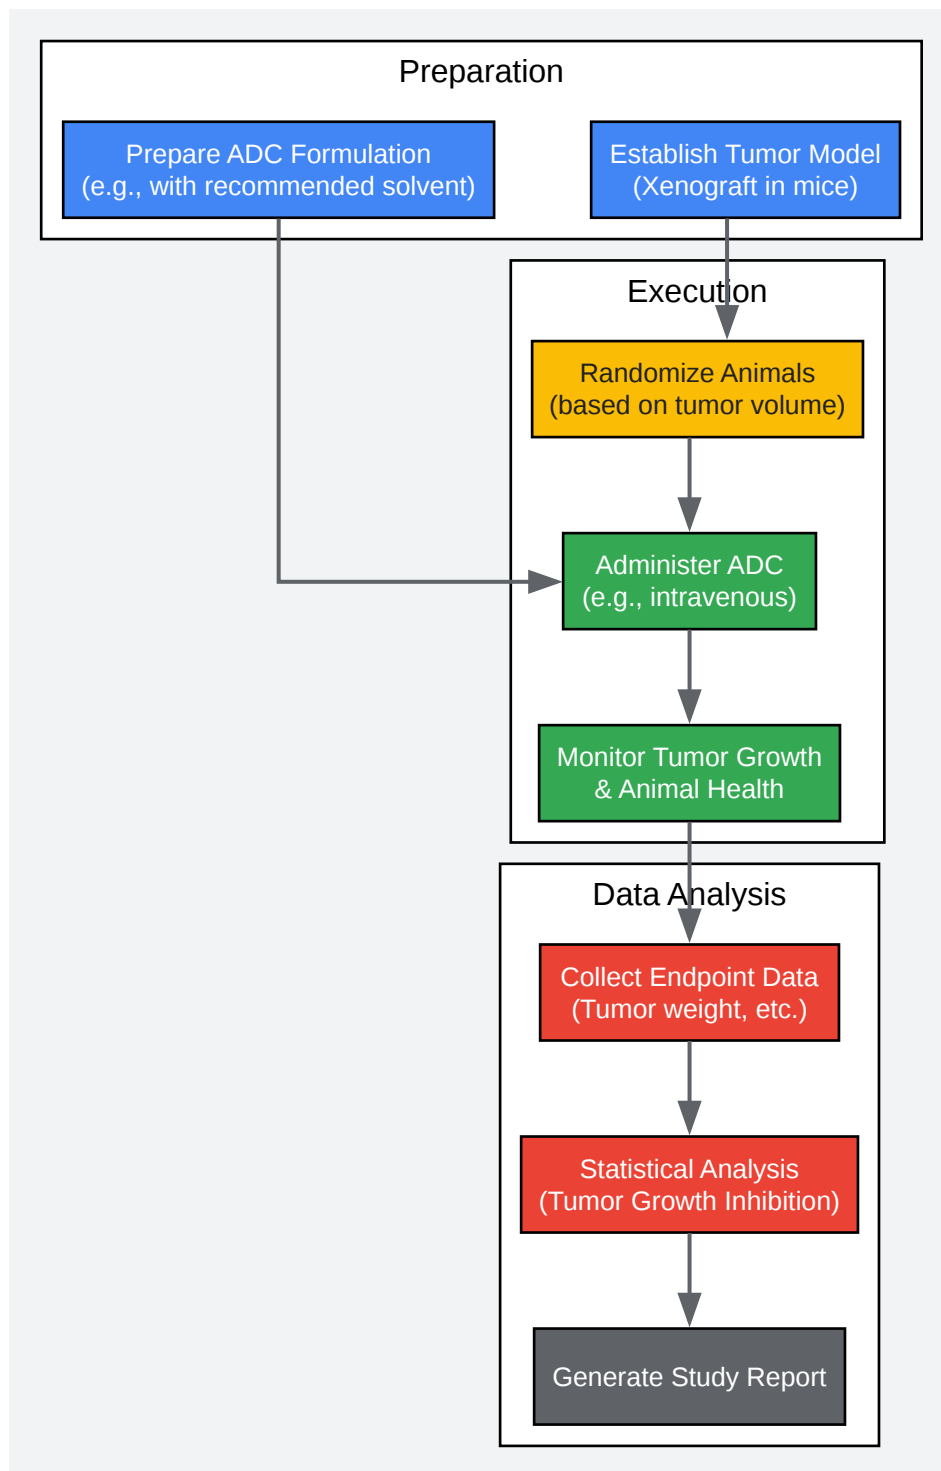 Preparation
Prepare ADC Formulation
(e.g., with recommended solvent)
Establish Tumor Model
(Xenograft in mice)
Execution
Randomize Animals
(based on tumor volume)
Administer ADC
(e.g., intravenous)
Monitor Tumor Growth
& Animal Health
Data Analysis
Collect Endpoint Data
(Tumor weight, etc.)
Statistical Analysis
(Tumor Growth Inhibition)
Generate Study Report